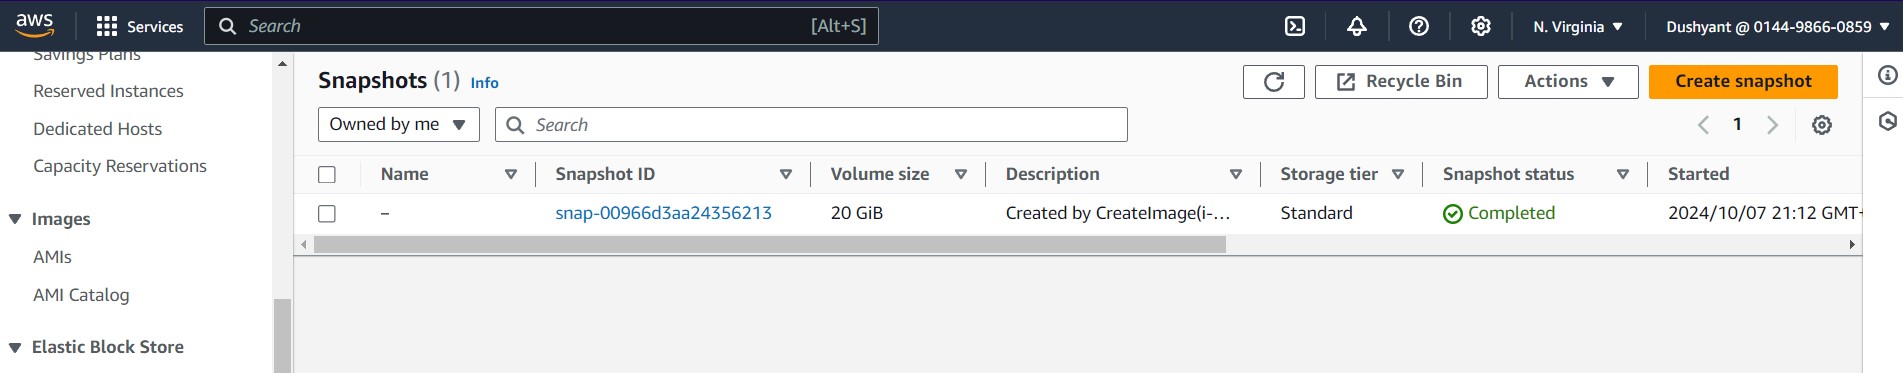 aws
Services
Search
[Alt+S]
N. Virginia
Dushyant @ 0144-9866-0859
Savings Plans
Reserved Instances
Dedicated Hosts
Capacity Reservations
Images
AMIs
AMI Catalog
Elastic Block Store
Snapshots (1) Info
Recycle Bin
Actions
Create snapshot
Owned by me
Search
1
Name Snapshot ID Volume size Description Storage tier Snapshot status Started
– snap-00966d3aa24356213 20 GiB Created by CreateImage(i-... Standard Completed 2024/10/07 21:12 GMT+